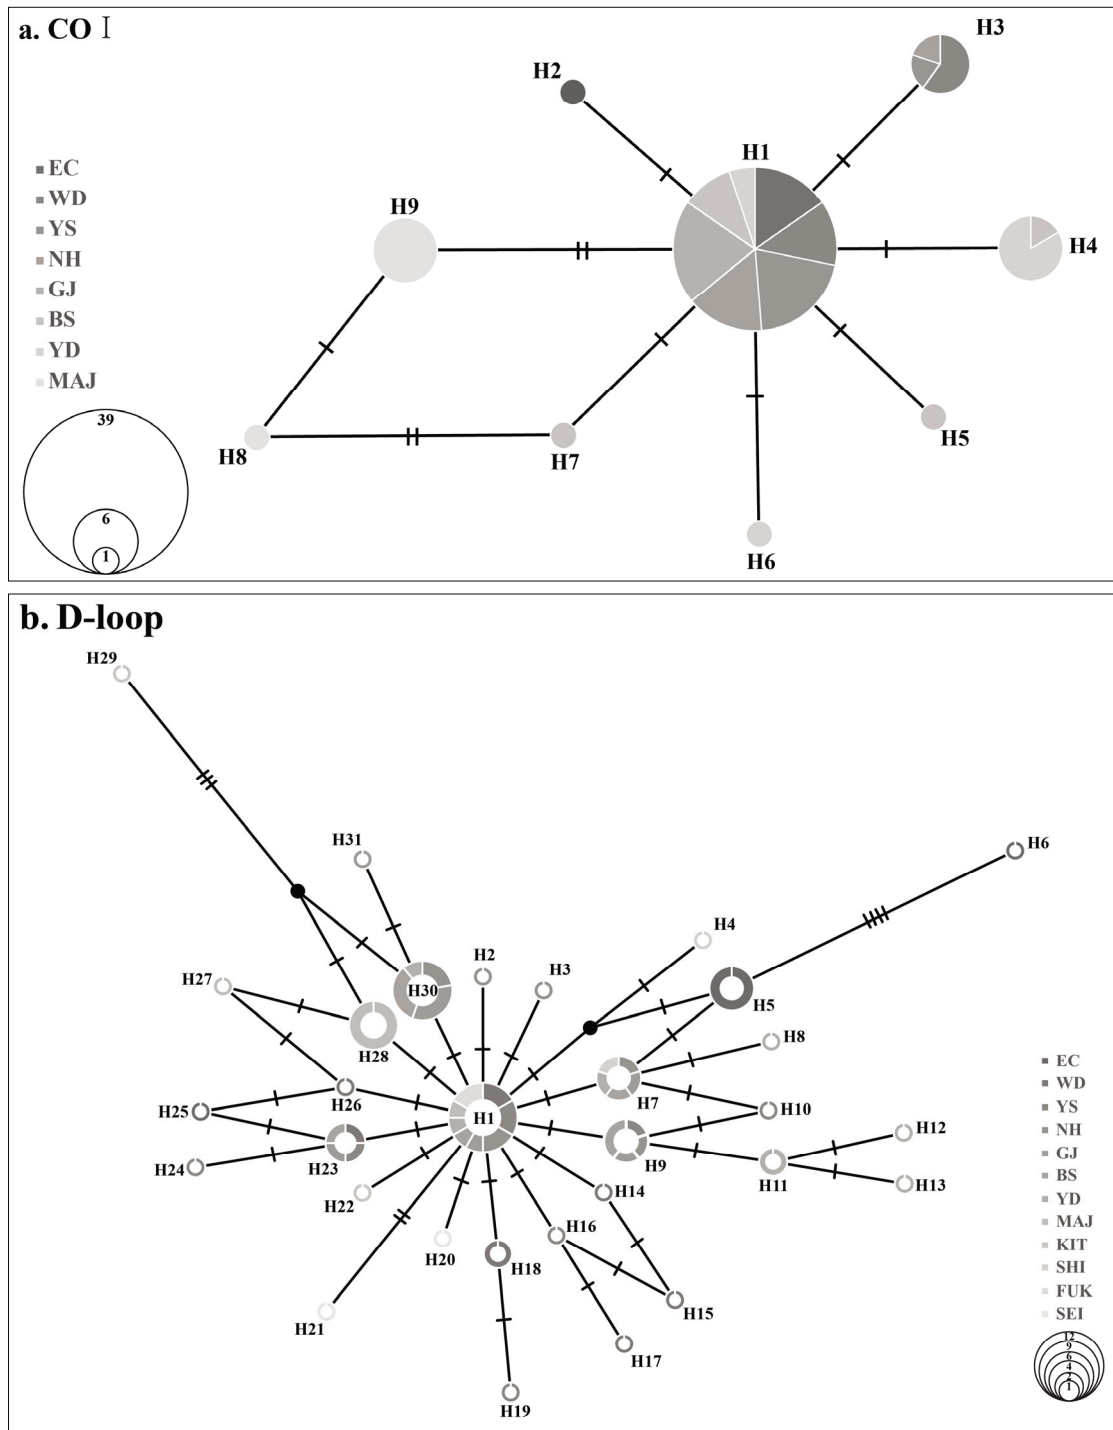 a. CO I
H1
H2
H3
H4
H5
H6
H7
H8
H9
EC
WD
YS
NH
GJ
BS
YD
MAJ
39
6
1
b. D-loop
H29
H31
H6
H4
H2
H3
H27
H30
H5
H28
H8
H7
H26
H25
H1
H10
H12
H23
H9
H24
H11
H13
H22
H14
H16
H20
H18
H15
H21
H17
H19
EC
WD
YS
NH
GJ
BS
YD
MAJ
KIT
SHI
FUK
SEI
12
9
6
4
2
1